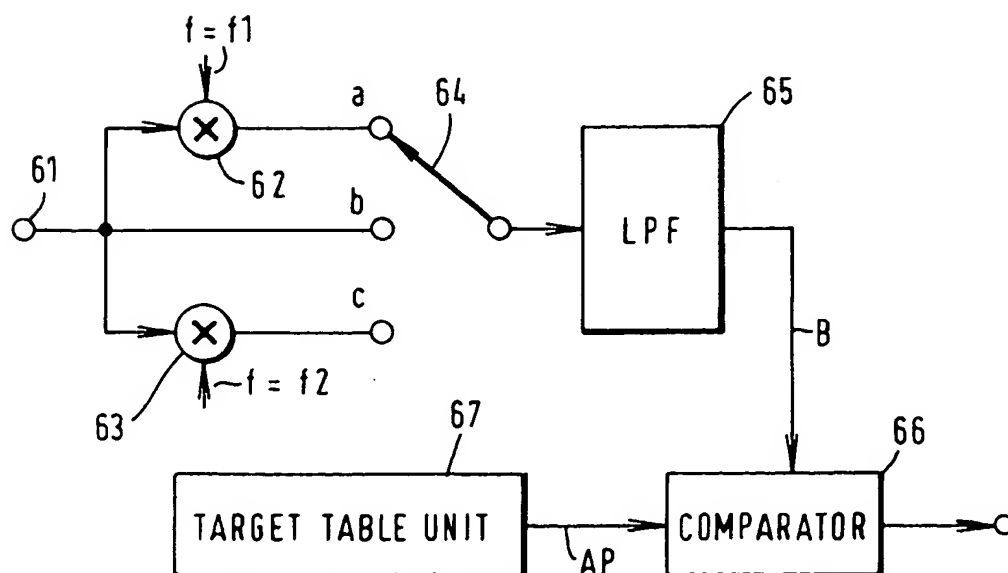 f = f1
a
64
65
61
62
b
LPF
c
B
f = f2
63
67
66
TARGET TABLE UNIT
AP
COMPARATOR